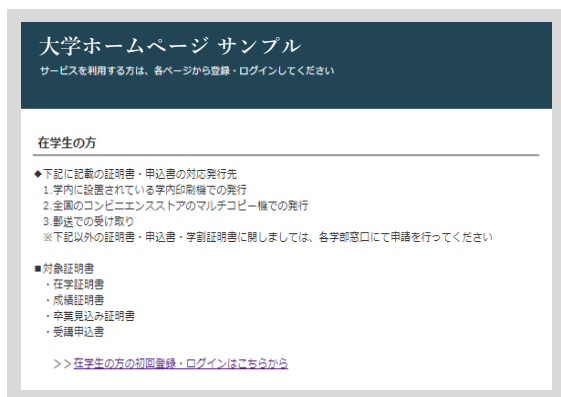 大学ホームページ サンプル
サービスを利用する方は、各ページから登録・ログインしてください
在学生の方
◆下記に記載の証明書・申込書の対応発行先
1.学内に設置されている学内印刷機での発行
2.全国のコンビニエンスストアのマルチコピー機での発行
3.郵送での受け取り
※下記以外の証明書・申込書・学割証明書に関しましては、各学部窓口にて申請を行ってください
■対象証明書
・在学証明書
・成績証明書
・卒業見込み証明書
・受講申込書
>>在学生の方の初回登録・ログインはこちらから